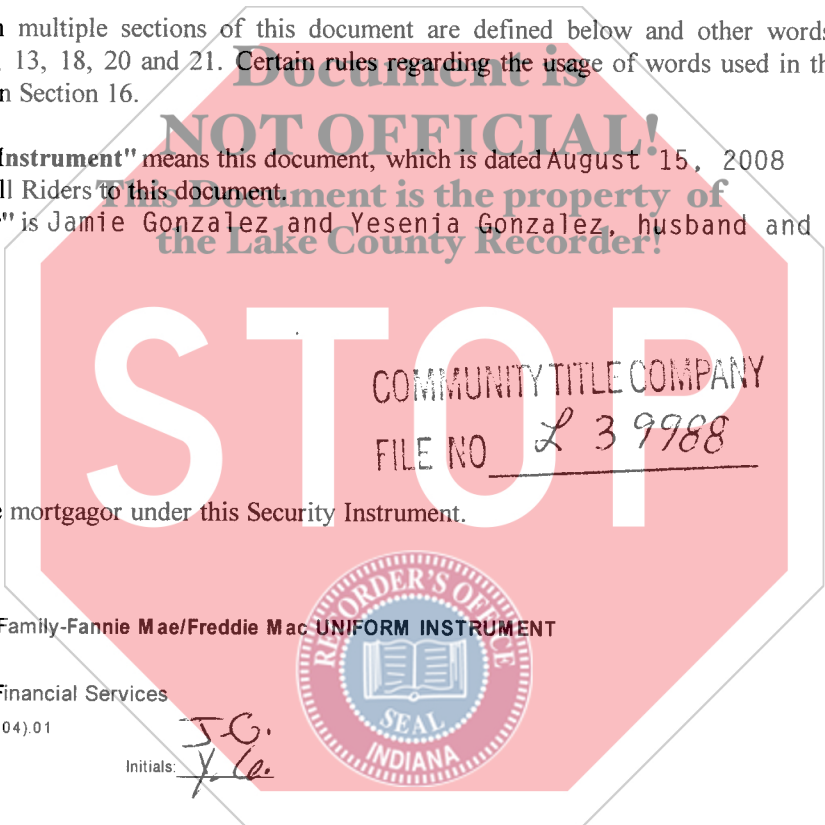 multiple sections of this document are defined below and other words
13, 18, 20 and 21. Certain rules regarding the usage of words used in
n Section 16.
Document is
NOT OFFICIAL!
Instrument" means this document, which is dated August 15, 2008
ll Riders to this document.
This Document is the property of
" is Jamie Gonzalez and Yesenia Gonzalez, husband and
the Lake County Recorder!
STOP
COMMUNITY TITLE COMPANY
FILE NO L 39988
mortgagor under this Security Instrument.
RECORDER'S OFFICE
SEAL
INDIANA
Family-Fannie Mae/Freddie Mac UNIFORM INSTRUMENT
Financial Services
04).01
J-G.
Initials: Y. G.